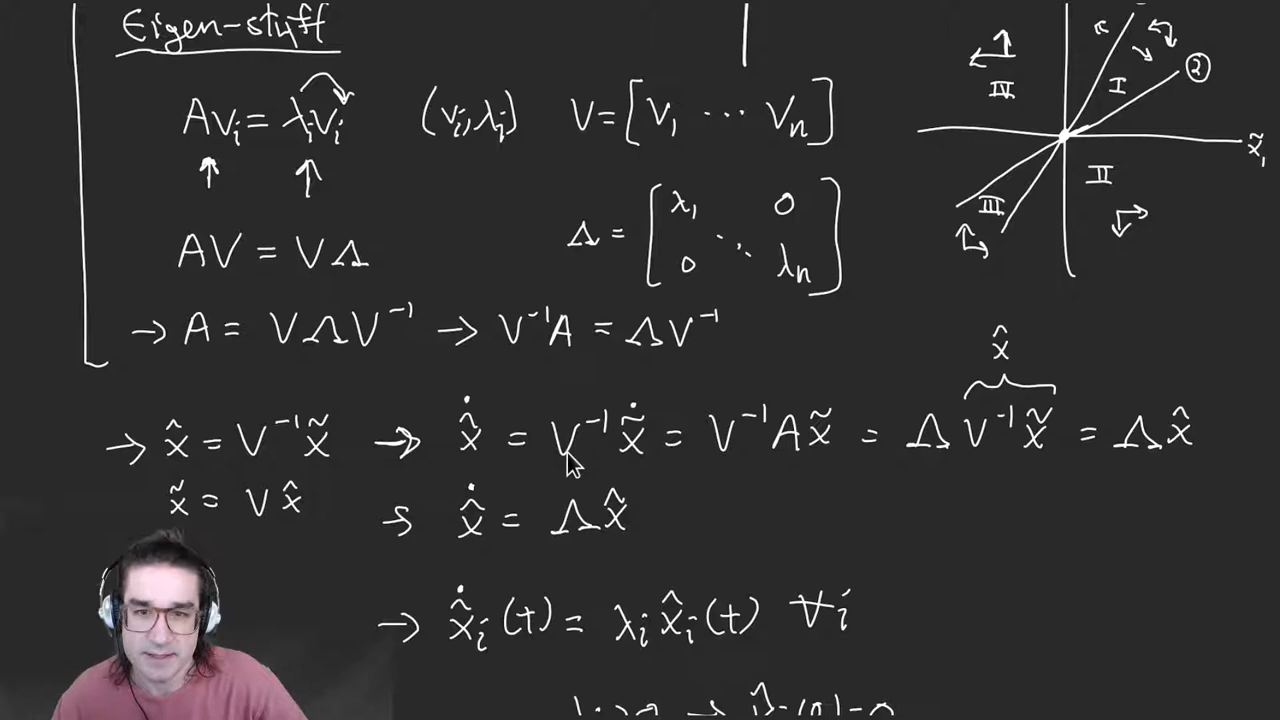 Eigen-stuff
Avᵢ = λᵢvᵢ (vᵢ, λᵢ) V = [V₁ ··· Vₙ]
Λ = [λ₁ 0 ⋱ 0 λₙ]
AV = VΛ
→ A = VΛV⁻¹ → V⁻¹A = ΛV⁻¹
IV I ②
x̃₁
II
III
x̂
→ x̂ = V⁻¹x̃ → x̂̇ = V⁻¹x̃̇ = V⁻¹Ax̃ = ΛV⁻¹x̃ = Λx̂
x̃ = Vx̂ → x̂̇ = Λx̂
→ x̂̇ᵢ(t) = λᵢx̂ᵢ(t) ∀i